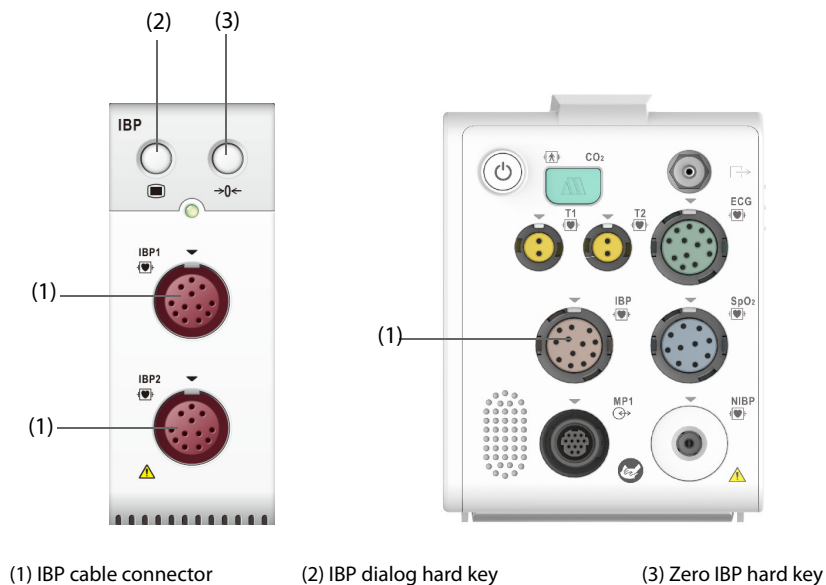 (2) (3)
IBP
→0←
IBP1
(1)
IBP2
(1)
CO₂
T1 T2 ECG
IBP SpO₂
(1)
MP1 NIBP
(1) IBP cable connector (2) IBP dialog hard key (3) Zero IBP hard key